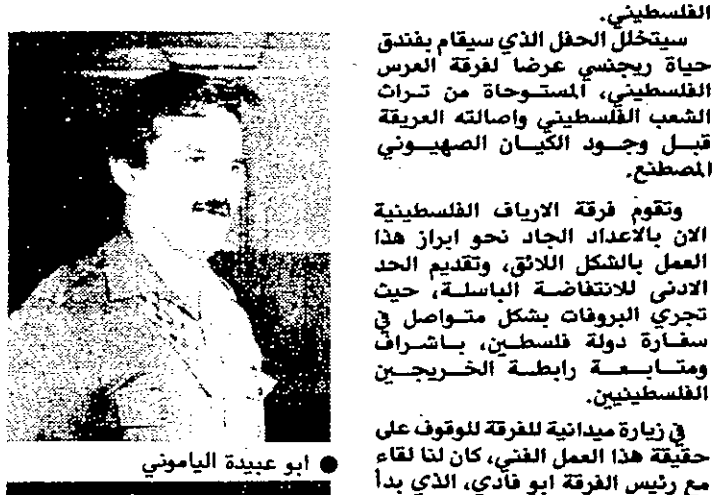 الفلسطيني.
سيتخلل الحفل الذي سيقام بفندق
حياة ريجنسي عرضا لفرقة العرس
الفلسطيني، المستوحاة من تراث
الشعب الفلسطيني واصالته العريقة
قبل وجود الكيان الصهيوني
المصطنع.
وتقوم فرقة الارياف الفلسطينية
الان بالاعداد الجاد نحو ابراز هذا
العمل بالشكل اللائق، وتقديم الحد
الادنى للانتفاضة الباسلة، حيث
تجري البروفات بشكل متواصل في
سفارة دولة فلسطين، باشراف
ومتابعة رابطة الخريجين
الفلسطينيين.
في زيارة ميدانية للفرقة للوقوف على
حقيقة هذا العمل الفني، كان لنا لقاء
مع رئيس الفرقة ابو فادي، الذي بدأ
● ابو عبيدة الياموني